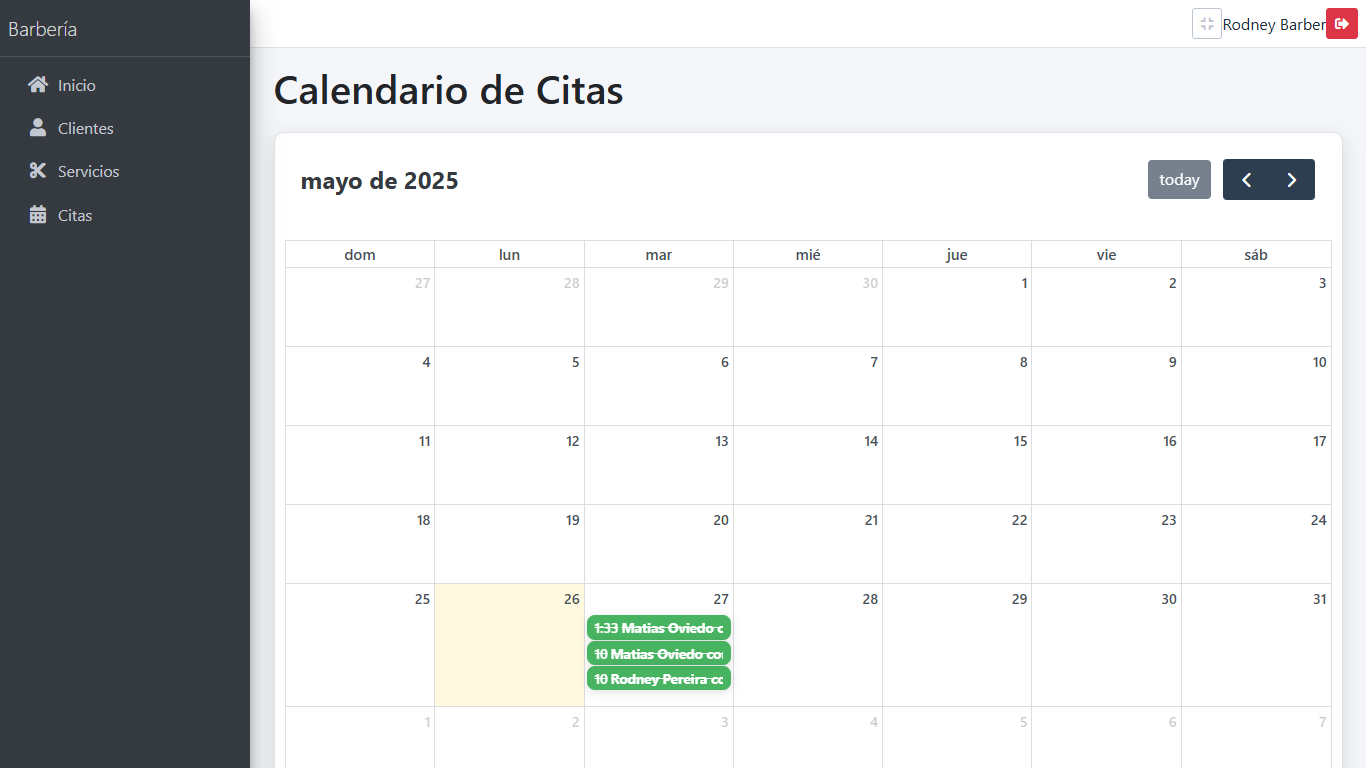 Barbería
Rodney Barber
Inicio
Clientes
Servicios
Citas
Calendario de Citas
mayo de 2025
today
dom lun mar mié jue vie sáb
27 28 29 30 1 2 3
4 5 6 7 8 9 10
11 12 13 14 15 16 17
18 19 20 21 22 23 24
25 26 27 28 29 30 31
1:33 Matias Oviedo
10 Matias Oviedo
10 Rodney Pereira
1 2 3 4 5 6 7